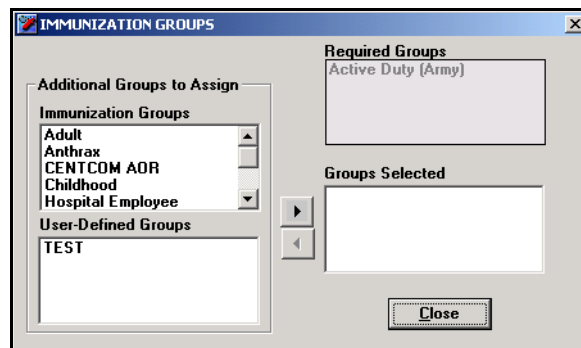 IMMUNIZATION GROUPS
Additional Groups to Assign
Immunization Groups
Adult
Anthrax
CENTCOM AOR
Childhood
Hospital Employee
User-Defined Groups
TEST
Required Groups
Active Duty (Army)
Groups Selected
Close